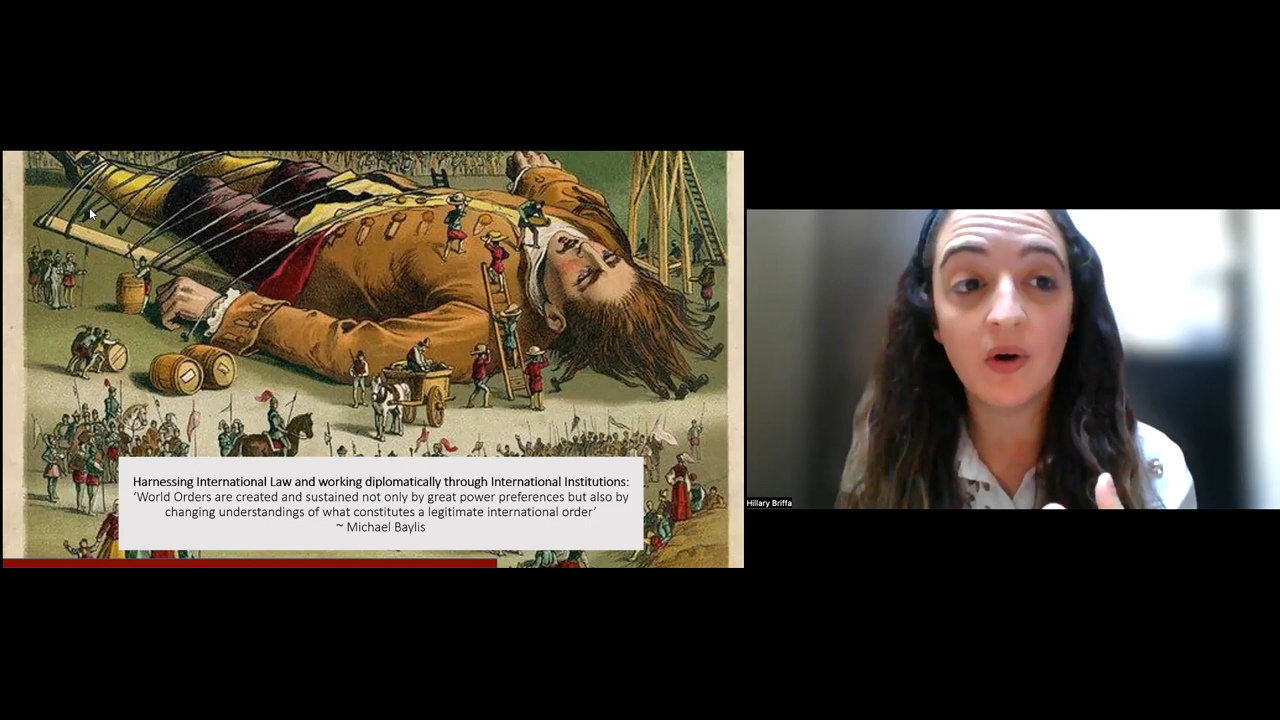 Harnessing International Law and working diplomatically through International Institutions:
‘World Orders are created and sustained not only by great power preferences but also by
changing understandings of what constitutes a legitimate international order’
~ Michael Baylis
Hillary Briffa